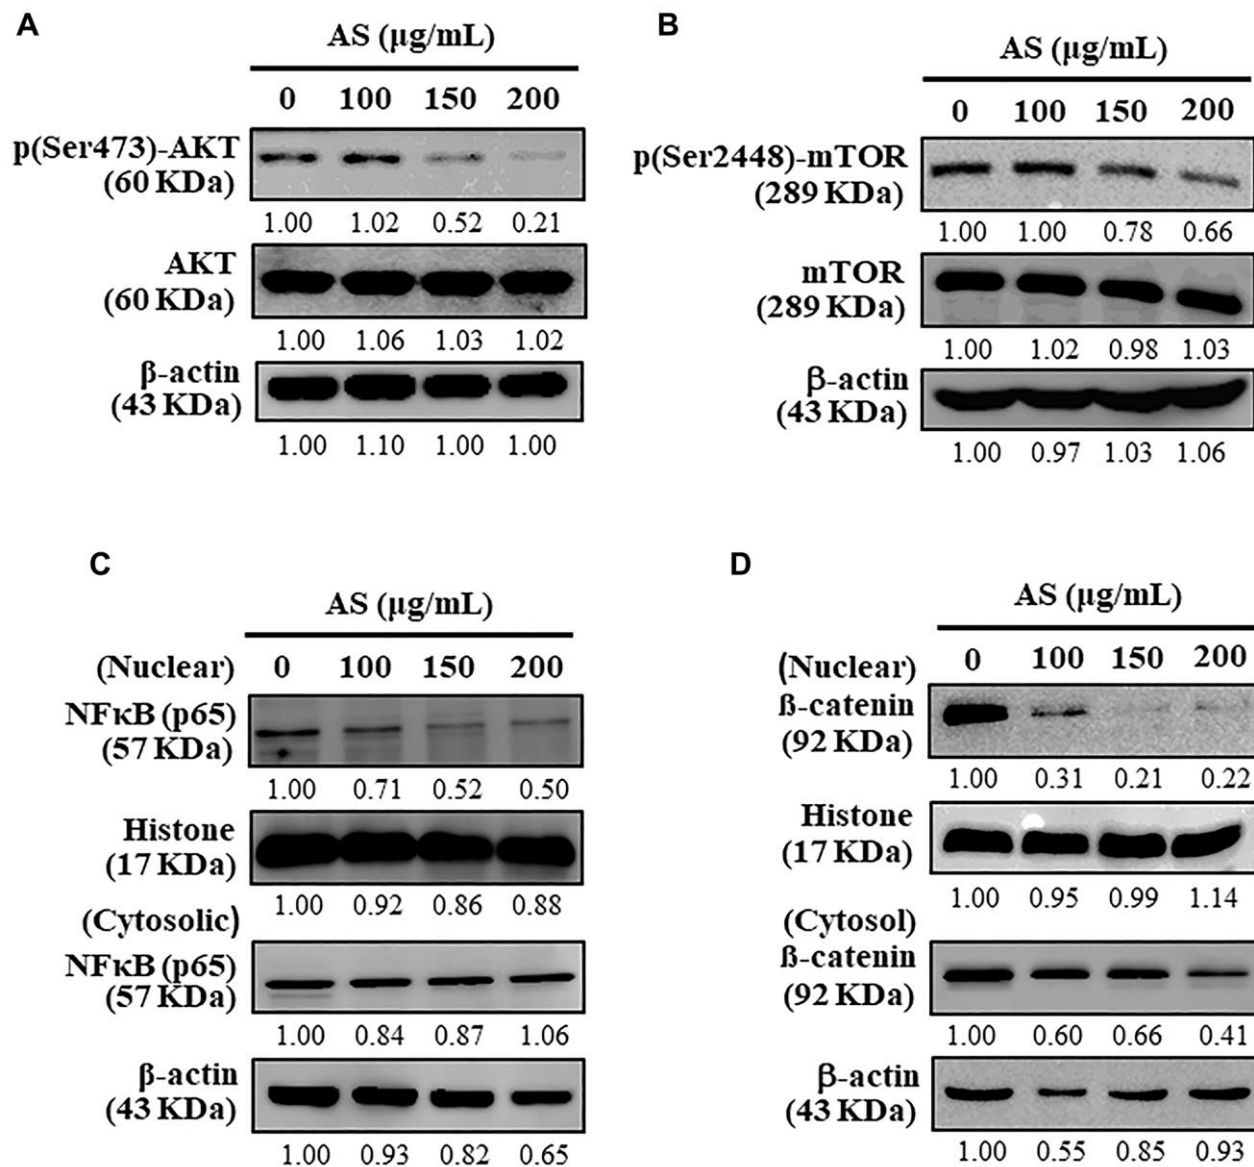 A
AS (µg/mL)
0 100 150 200
p(Ser473)-AKT
(60 KDa)
1.00 1.02 0.52 0.21
AKT
(60 KDa)
1.00 1.06 1.03 1.02
β-actin
(43 KDa)
1.00 1.10 1.00 1.00
B
AS (µg/mL)
0 100 150 200
p(Ser2448)-mTOR
(289 KDa)
1.00 1.00 0.78 0.66
mTOR
(289 KDa)
1.00 1.02 0.98 1.03
β-actin
(43 KDa)
1.00 0.97 1.03 1.06
C
AS (µg/mL)
(Nuclear) 0 100 150 200
NFκB (p65)
(57 KDa)
1.00 0.71 0.52 0.50
Histone
(17 KDa)
1.00 0.92 0.86 0.88
(Cytosolic)
NFκB (p65)
(57 KDa)
1.00 0.84 0.87 1.06
β-actin
(43 KDa)
1.00 0.93 0.82 0.65
D
AS (µg/mL)
(Nuclear) 0 100 150 200
ß-catenin
(92 KDa)
1.00 0.31 0.21 0.22
Histone
(17 KDa)
1.00 0.95 0.99 1.14
(Cytosol)
ß-catenin
(92 KDa)
1.00 0.60 0.66 0.41
β-actin
(43 KDa)
1.00 0.55 0.85 0.93